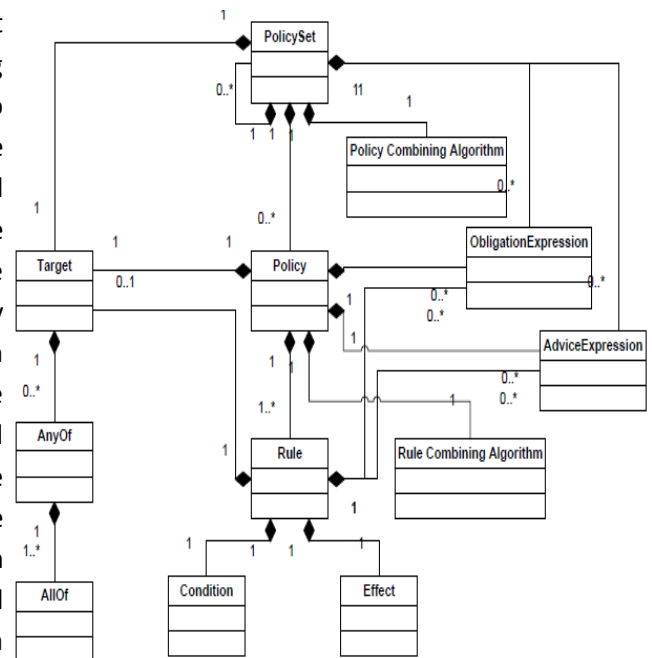 1
PolicySet
0..*
11
1
1 1 1
Policy Combining Algorithm
0..*
1
0..*
ObligationExpression
1
1
Target
Policy
0..1
0..*
1
0..*
0..*
1
AdviceExpression
1
1
1
0..*
0..*
1
0..*
1..*
AnyOf
1
Rule
Rule Combining Algorithm
1
1
1..*
1
1
1
1
Condition
Effect
AllOf